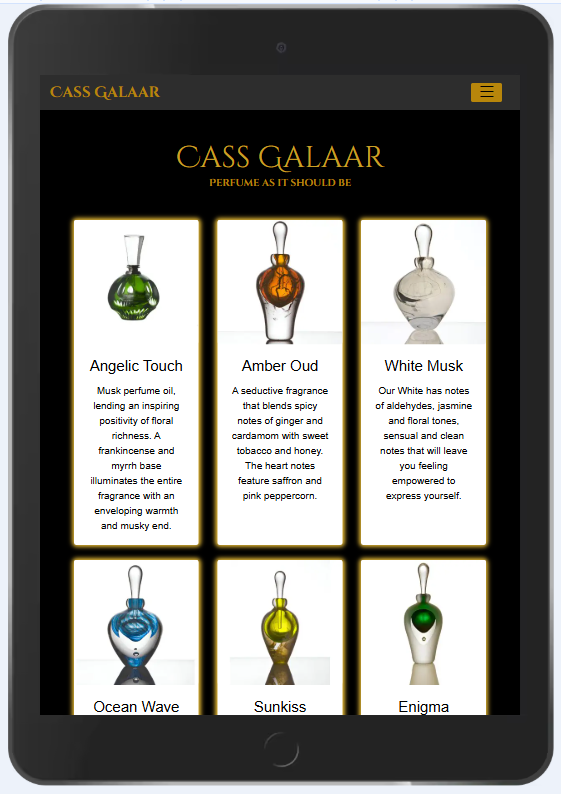 Cass Galaar
Cass Galaar
Perfume as it should be
Angelic Touch
Musk perfume oil,
lending an inspiring
positivity of floral
richness. A
frankincense and
myrrh base
illuminates the entire
fragrance with an
enveloping warmth
and musky end.
Amber Oud
A seductive fragrance
that blends spicy
notes of ginger and
cardamom with sweet
tobacco and honey.
The heart notes
feature saffron and
pink peppercorn.
White Musk
Our White has notes
of aldehydes, jasmine
and floral tones,
sensual and clean
notes that will leave
you feeling
empowered to
express yourself.
Ocean Wave
Sunkiss
Enigma